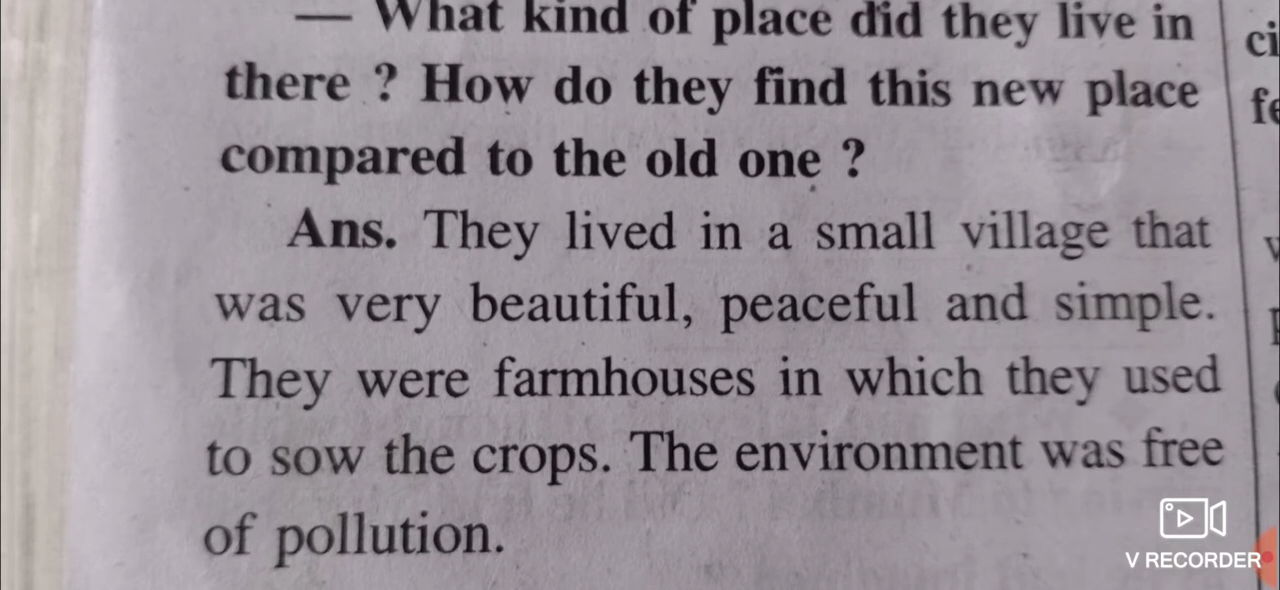 — What kind of place did they live in
there ? How do they find this new place
compared to the old one ?
Ans. They lived in a small village that
was very beautiful, peaceful and simple.
They were farmhouses in which they used
to sow the crops. The environment was free
of pollution.
ci
fe
V RECORDER